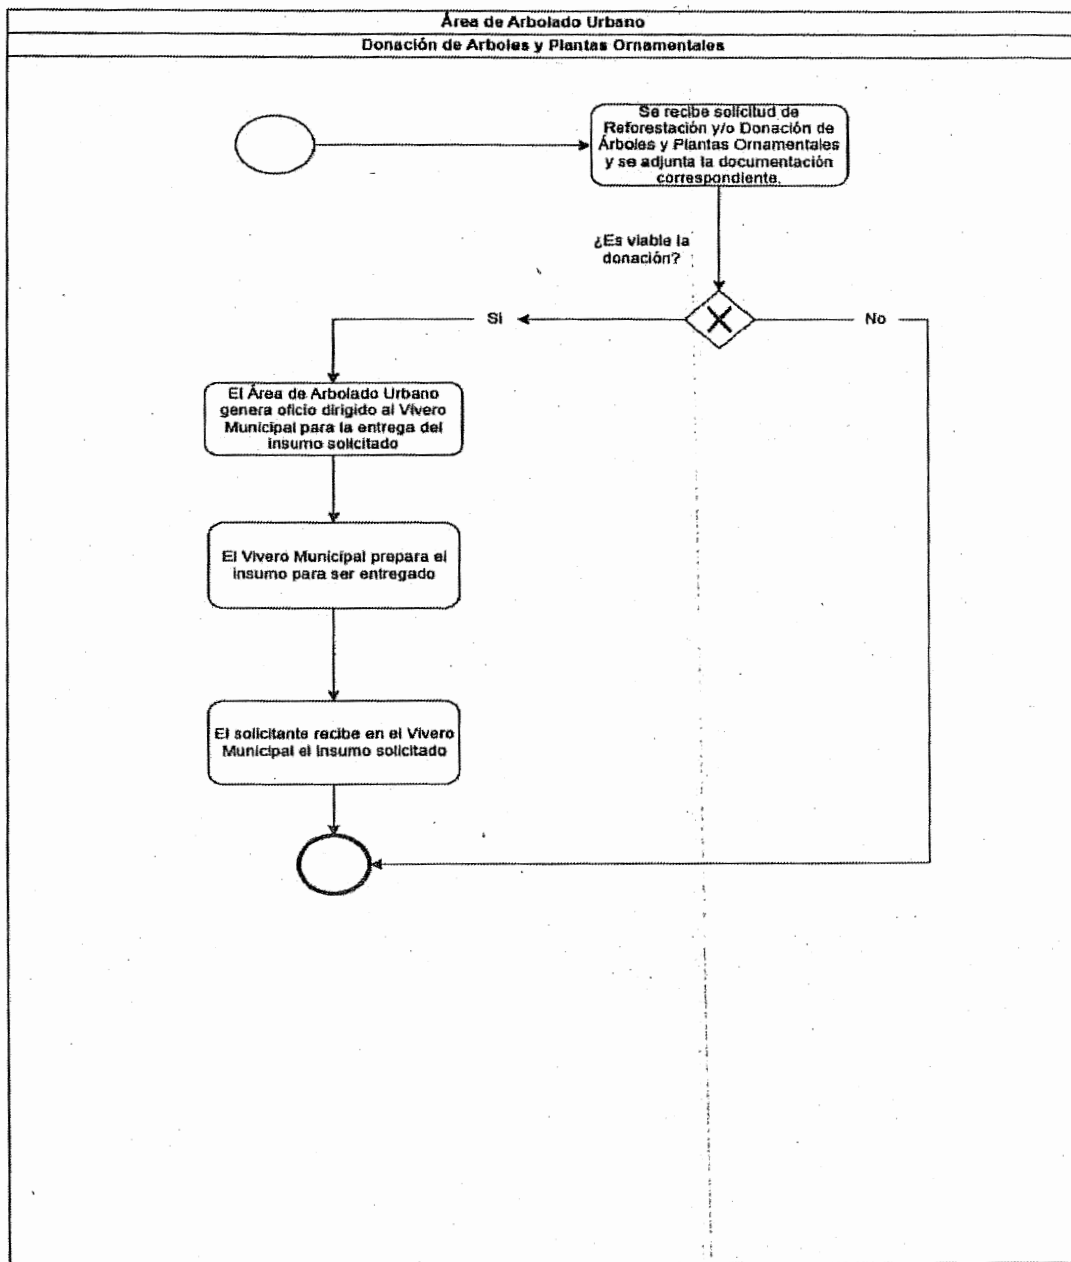 Área de Arbolado Urbano
Donación de Arboles y Plantas Ornamentales
Se recibe solicitud de
Reforestación y/o Donación de
Árboles y Plantas Ornamentales
y se adjunta la documentación
correspondiente.
¿Es viable la
donación?
Si
No
El Área de Arbolado Urbano
genera oficio dirigido al Vivero
Municipal para la entrega del
insumo solicitado
El Vivero Municipal prepara el
insumo para ser entregado
El solicitante recibe en el Vivero
Municipal el insumo solicitado